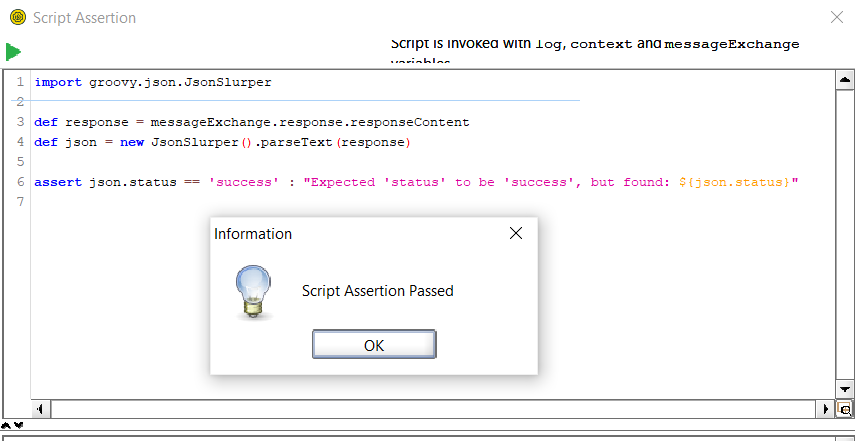 Script Assertion
Script is invoked with log, context and messageExchange
variables
1 import groovy.json.JsonSlurper
2
3 def response = messageExchange.response.responseContent
4 def json = new JsonSlurper().parseText(response)
5
6 assert json.status == 'success' : "Expected 'status' to be 'success', but found: ${json.status}"
7
Information
Script Assertion Passed
OK